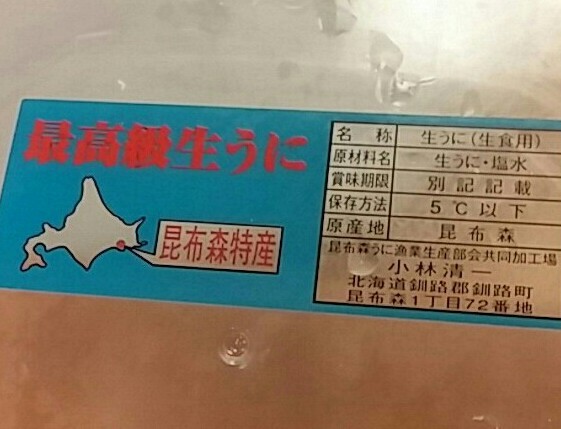 最高級生うに
昆布森特産
名称 生うに(生食用)
原材料名 生うに・塩水
賞味期限 別記記載
保存方法 5℃以下
原産地 昆布森
昆布森うに漁業生産部会共同加工場
小林清一
北海道釧路郡釧路町
昆布森1丁目72番地